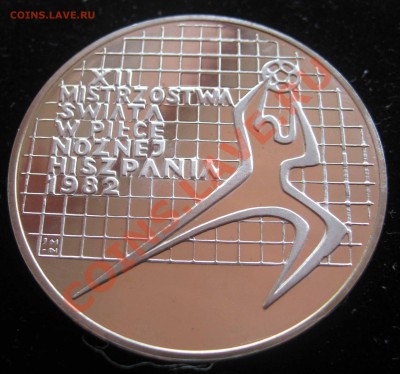 COINS.LAVE.RU
XII
MISTRZOSTWA
ŚWIATA
W PIŁCE
NOŻNEJ
HISZPANIA
1982
COINS.LAVE.RU